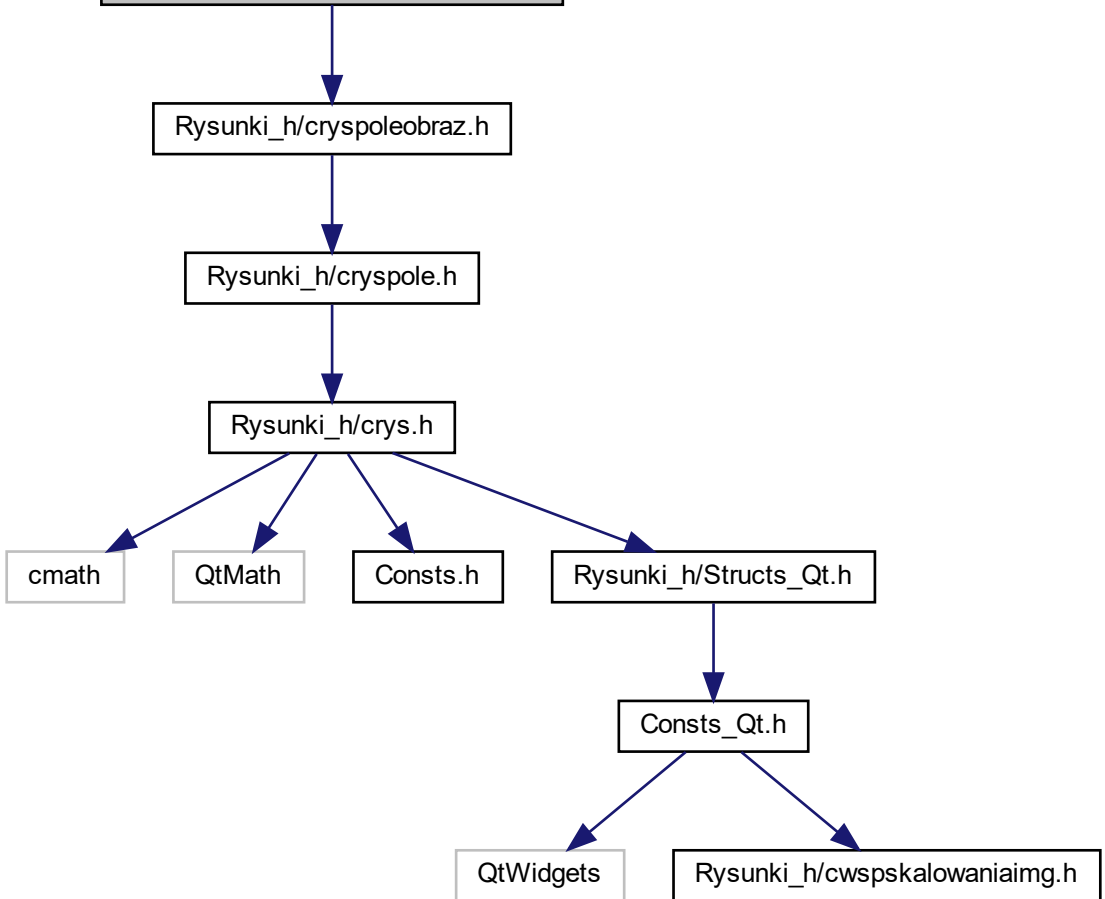 Rysunki_h/cryspoleobraz.h
Rysunki_h/cryspole.h
Rysunki_h/crys.h
cmath
QtMath
Consts.h
Rysunki_h/Structs_Qt.h
Consts_Qt.h
QtWidgets
Rysunki_h/cwspskalowaniaimg.h